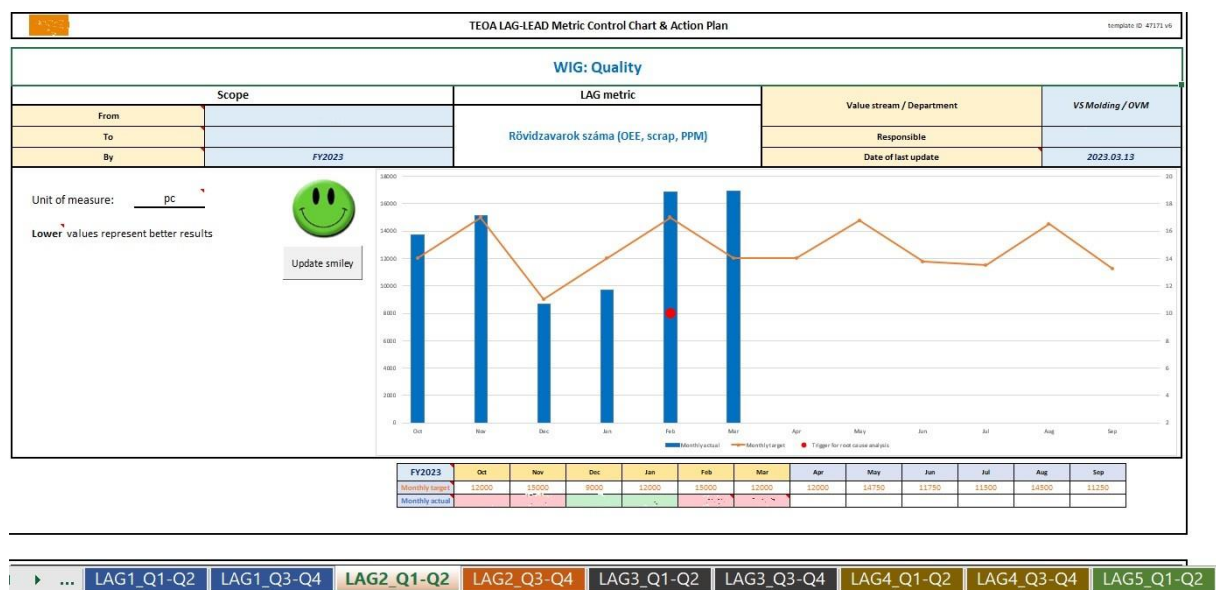 TEOA LAG-LEAD Metric Control Chart & Action Plan
template ID 47171 v6
WIG: Quality
Scope
LAG metric
Value stream / Department
VS Molding / OVM
From
To
By
FY2023
Rövidzavarok száma (OEE, scrap, PPM)
Responsible
Date of last update
2023.03.13
Unit of measure: pc
Lower values represent better results
Update smiley
18000
16000
14000
12000
10000
8000
6000
4000
2000
0
20
18
16
14
12
10
8
6
4
2
Oct Nov Dec Jan Feb Mar Apr May Jun Jul Aug Sep
Monthly actual Monthly target Trigger for root cause analysis
FY2023 Oct Nov Dec Jan Feb Mar Apr May Jun Jul Aug Sep
Monthly target 12000 15000 9000 12000 15000 12000 12000 14750 11750 11500 14500 11250
Monthly actual
... LAG1_Q1-Q2 LAG1_Q3-Q4 LAG2_Q1-Q2 LAG2_Q3-Q4 LAG3_Q1-Q2 LAG3_Q3-Q4 LAG4_Q1-Q2 LAG4_Q3-Q4 LAG5_Q1-Q2